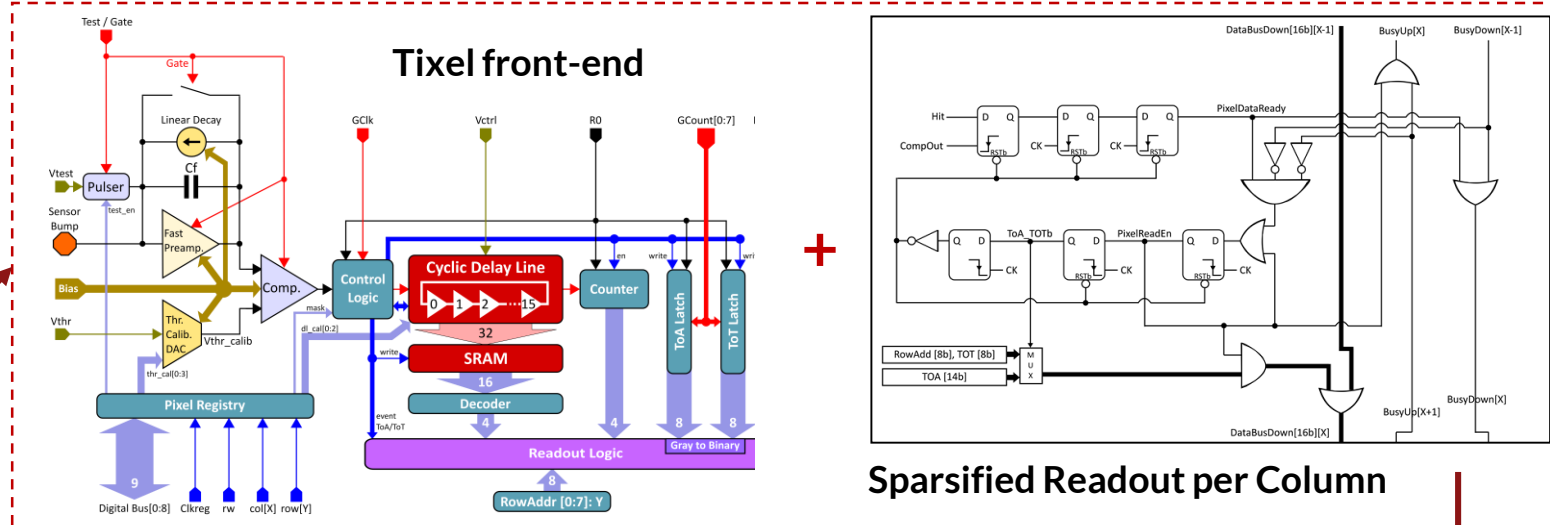 Test / Gate
Tixel front-end
Gate
Linear Decay
Cf
Vtest
Pulser
test_en
Sensor
Bump
Fast
Preamp.
Bias
Comp.
Vthr
Thr.
Calib.
DAC
Vthr_calib
thr_cal[0:3]
GClk
Vctrl
R0
GCount[0:7]
Control
Logic
mask
dl_cal[0:2]
Cyclic Delay Line
0 1 2 ...15
32
write
SRAM
16
Decoder
4
en
Counter
4
write
ToA Latch
8
ToT Latch
8
Pixel Registry
event
ToA/ToT
Gray to Binary
Readout Logic
8
RowAddr [0:7]: Y
9
Digital Bus[0:8]
Clkreg
rw
col[X]
row[Y]
+
DataBusDown[16b][X-1]
BusyUp[X]
BusyDown[X-1]
Hit
D Q
RSTb
CompOut
CK
D Q
RSTb
CK
D Q
RSTb
PixelDataReady
Q D
CK
ToA_TOTb
Q D
RSTb
CK
PixelReadEn
Q D
RSTb
CK
RowAdd [8b], TOT [8b]
TOA [14b]
M
U
X
BusyUp[X+1]
BusyDown[X]
DataBusDown[16b][X]
Sparsified Readout per Column